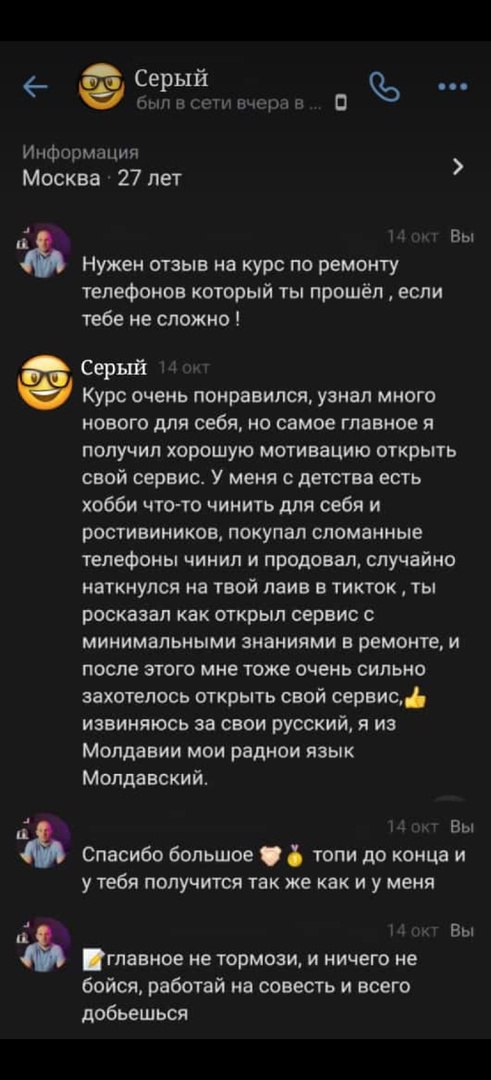 Серый
был в сети вчера в ...
Информация
Москва · 27 лет
14 окт Вы
Нужен отзыв на курс по ремонту
телефонов который ты прошёл , если
тебе не сложно !
Серый 14 окт
Курс очень понравился, узнал много
нового для себя, но самое главное я
получил хорошую мотивацию открыть
свой сервис. У меня с детства есть
хобби что-то чинить для себя и
ростивиников, покупал сломанные
телефоны чинил и продовал, случайно
наткнулся на твой лаив в тикток , ты
росказал как открыл сервис с
минимальными знаниями в ремонте, и
после этого мне тоже очень сильно
захотелось открыть свой сервис,👍
извиняюсь за свои русский, я из
Молдавии мои раднои язык
Молдавский.
14 окт Вы
Спасибо большое 🤝🏻🏅 топи до конца и
у тебя получится так же как и у меня
14 окт Вы
📝главное не тормози, и ничего не
бойся, работай на совесть и всего
добьешься